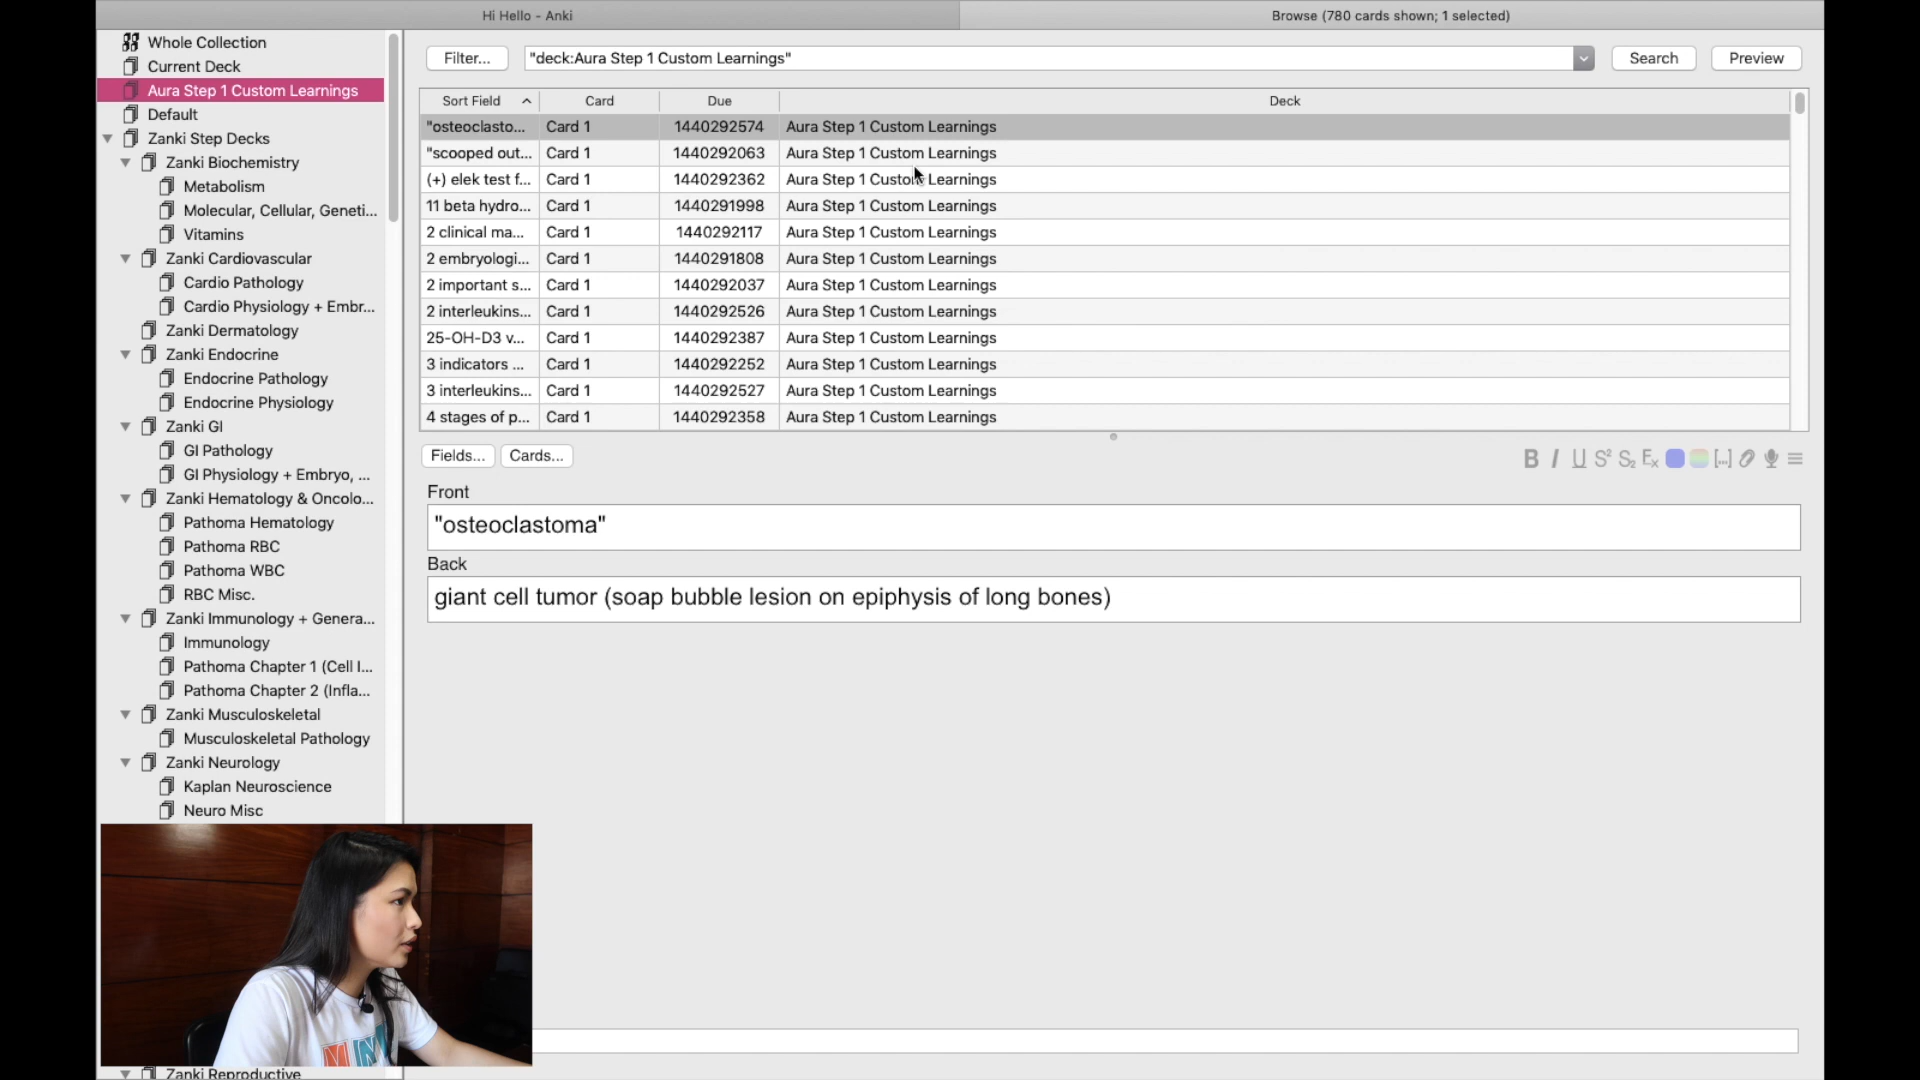 Hi Hello - Anki
Browse (780 cards shown; 1 selected)
Whole Collection
Current Deck
Aura Step 1 Custom Learnings
Default
Zanki Step Decks
Zanki Biochemistry
Metabolism
Molecular, Cellular, Geneti...
Vitamins
Zanki Cardiovascular
Cardio Pathology
Cardio Physiology + Embr...
Zanki Dermatology
Zanki Endocrine
Endocrine Pathology
Endocrine Physiology
Zanki GI
GI Pathology
GI Physiology + Embryo, ...
Zanki Hematology & Oncolo...
Pathoma Hematology
Pathoma RBC
Pathoma WBC
RBC Misc.
Zanki Immunology + Genera...
Immunology
Pathoma Chapter 1 (Cell I...
Pathoma Chapter 2 (Infla...
Zanki Musculoskeletal
Musculoskeletal Pathology
Zanki Neurology
Kaplan Neuroscience
Neuro Misc
Zanki Reproductive
Filter... "deck:Aura Step 1 Custom Learnings" Search Preview
Sort Field Card Due Deck
"osteoclasto... Card 1 1440292574 Aura Step 1 Custom Learnings
"scooped out... Card 1 1440292063 Aura Step 1 Custom Learnings
(+) elek test f... Card 1 1440292362 Aura Step 1 Custom Learnings
11 beta hydro... Card 1 1440291998 Aura Step 1 Custom Learnings
2 clinical ma... Card 1 1440292117 Aura Step 1 Custom Learnings
2 embryologi... Card 1 1440291808 Aura Step 1 Custom Learnings
2 important s... Card 1 1440292037 Aura Step 1 Custom Learnings
2 interleukins... Card 1 1440292526 Aura Step 1 Custom Learnings
25-OH-D3 v... Card 1 1440292387 Aura Step 1 Custom Learnings
3 indicators ... Card 1 1440292252 Aura Step 1 Custom Learnings
3 interleukins... Card 1 1440292527 Aura Step 1 Custom Learnings
4 stages of p... Card 1 1440292358 Aura Step 1 Custom Learnings
Fields... Cards... B I U S² S₂ Ex [...]
Front
"osteoclastoma"
Back
giant cell tumor (soap bubble lesion on epiphysis of long bones)